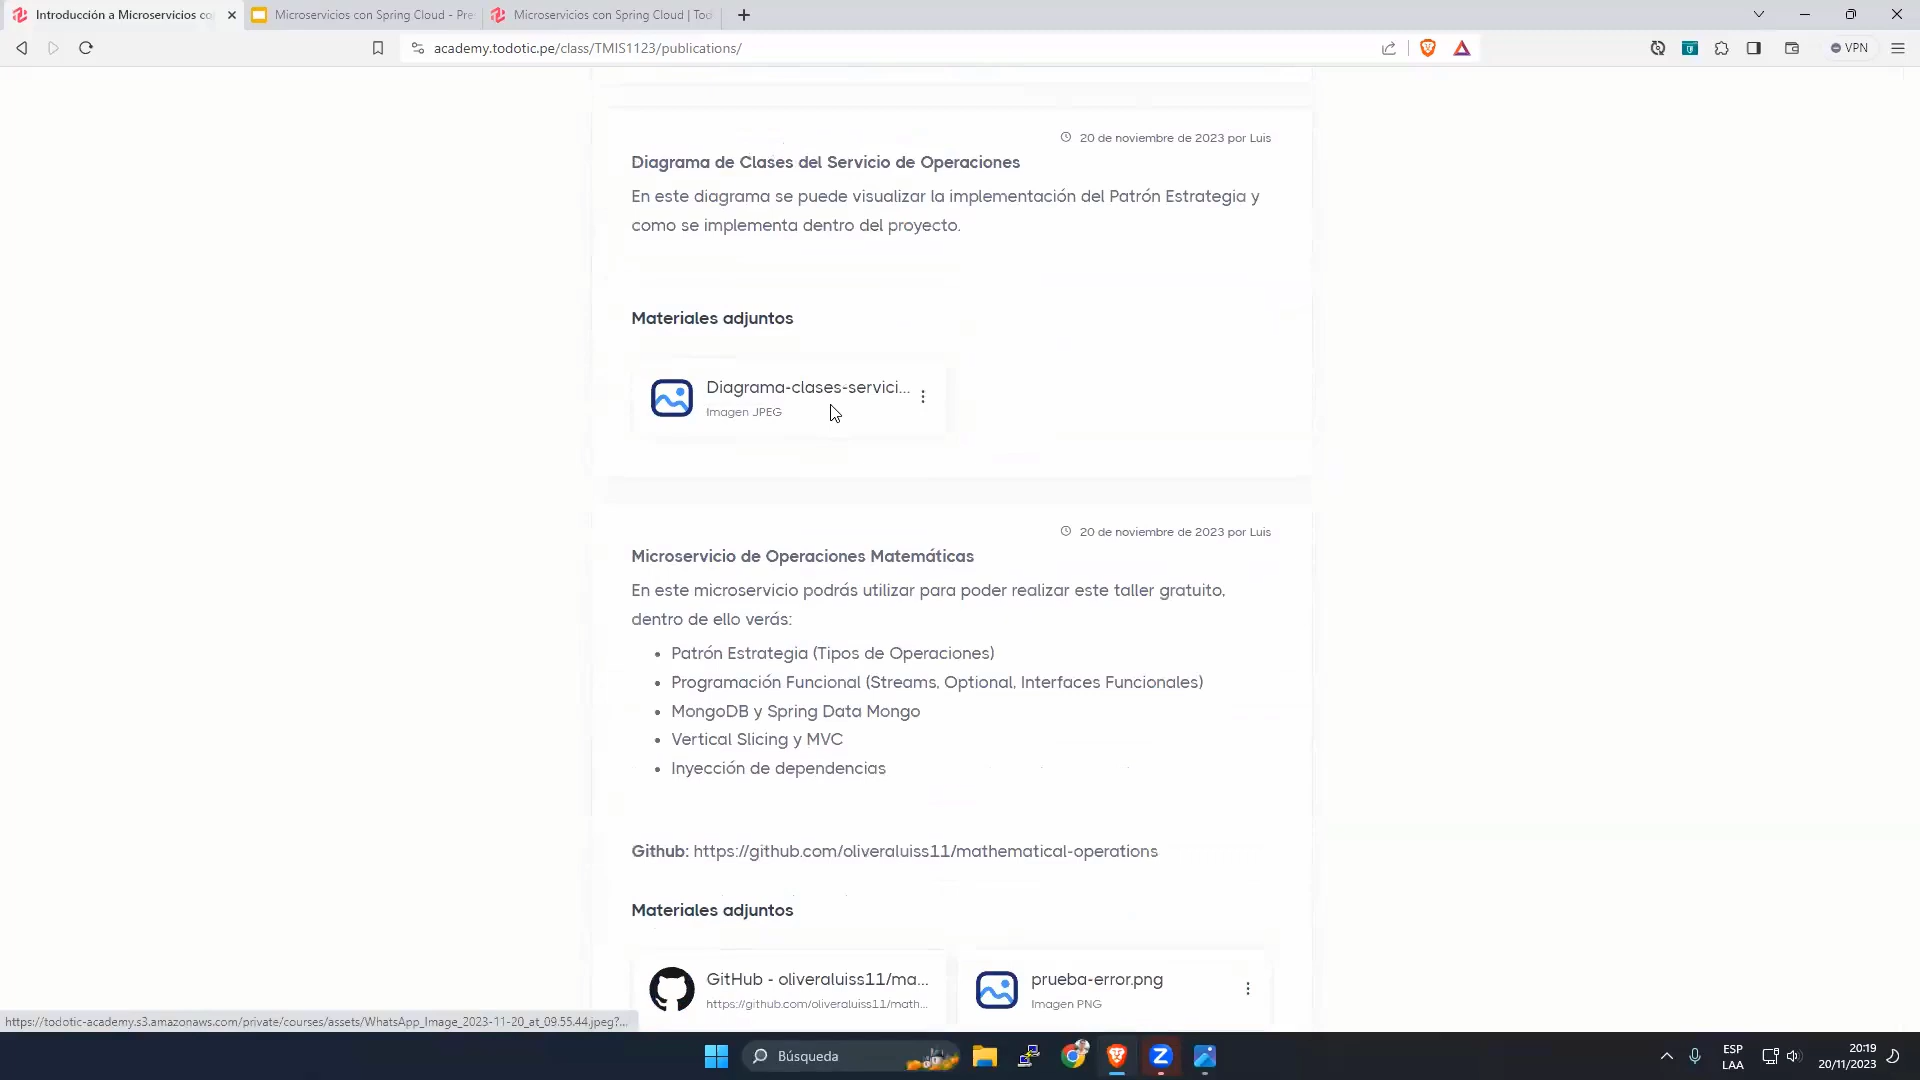 Introducción a Microservicios co
Microservicios con Spring Cloud - Pre
Microservicios con Spring Cloud | Tod
academy.todotic.pe/class/TMIS1123/publications/
VPN
20 de noviembre de 2023 por Luis
Diagrama de Clases del Servicio de Operaciones
En este diagrama se puede visualizar la implementación del Patrón Estrategia y
como se implementa dentro del proyecto.
Materiales adjuntos
Diagrama-clases-servici...
Imagen JPEG
20 de noviembre de 2023 por Luis
Microservicio de Operaciones Matemáticas
En este microservicio podrás utilizar para poder realizar este taller gratuito,
dentro de ello verás:
• Patrón Estrategia (Tipos de Operaciones)
• Programación Funcional (Streams, Optional, Interfaces Funcionales)
• MongoDB y Spring Data Mongo
• Vertical Slicing y MVC
• Inyección de dependencias
Github: https://github.com/oliveraluiss11/mathematical-operations
Materiales adjuntos
GitHub - oliveraluiss11/ma...
https://github.com/oliveraluiss11/math...
prueba-error.png
Imagen PNG
https://todotic-academy.s3.amazonaws.com/private/courses/assets/WhatsApp_Image_2023-11-20_at_09.55.44.jpeg?...
Búsqueda
ESP
LAA
20:19
20/11/2023